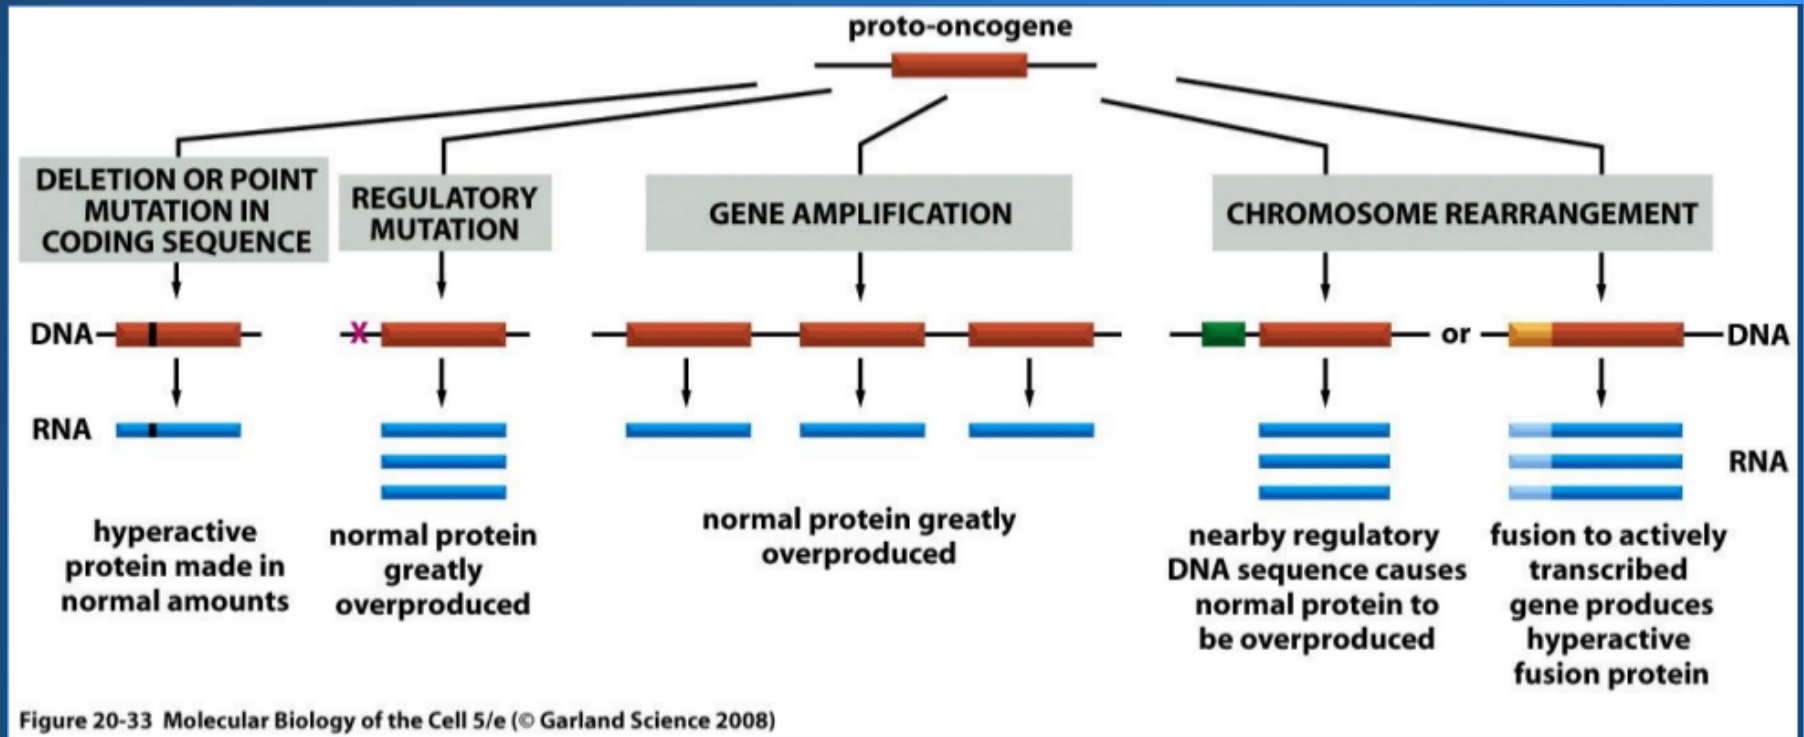 proto-oncogene
DELETION OR POINT
MUTATION IN
CODING SEQUENCE
REGULATORY
MUTATION
GENE AMPLIFICATION
CHROMOSOME REARRANGEMENT
DNA
X
or
DNA
RNA
RNA
hyperactive
protein made in
normal amounts
normal protein
greatly
overproduced
normal protein greatly
overproduced
nearby regulatory
DNA sequence causes
normal protein to
be overproduced
fusion to actively
transcribed
gene produces
hyperactive
fusion protein
Figure 20-33 Molecular Biology of the Cell 5/e (© Garland Science 2008)